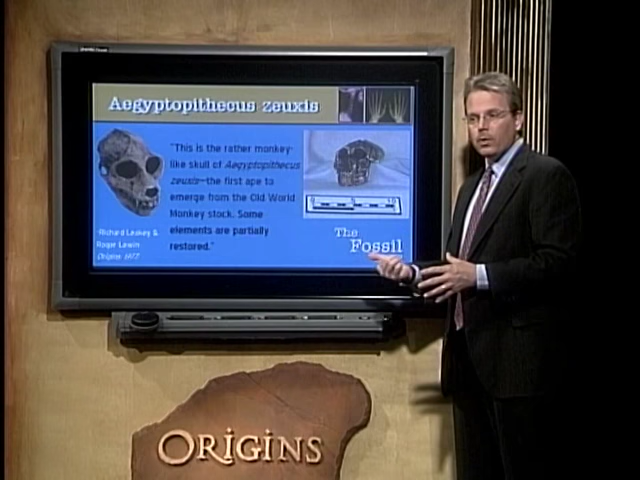 Aegyptopithecus zeuxis
"This is the rather monkey-
like skull of Aegyptopithecus
zeuxis—the first ape to
emerge from the Old World
Monkey stock. Some
elements are partially
restored."
Richard Leakey &
Roger Lewin
Origins 1977
The
Fossil
ORIGINS